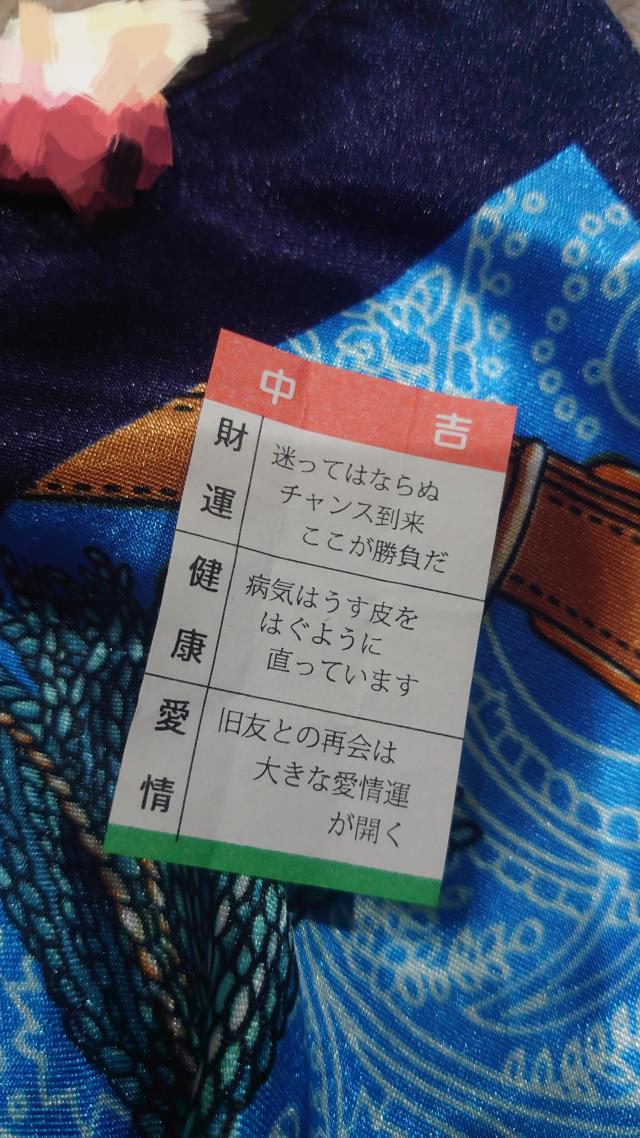 中吉
財運
迷ってはならぬ
チャンス到来
ここが勝負だ
健康
病気はうす皮を
はぐように
直っています
愛情
旧友との再会は
大きな愛情運
が開く